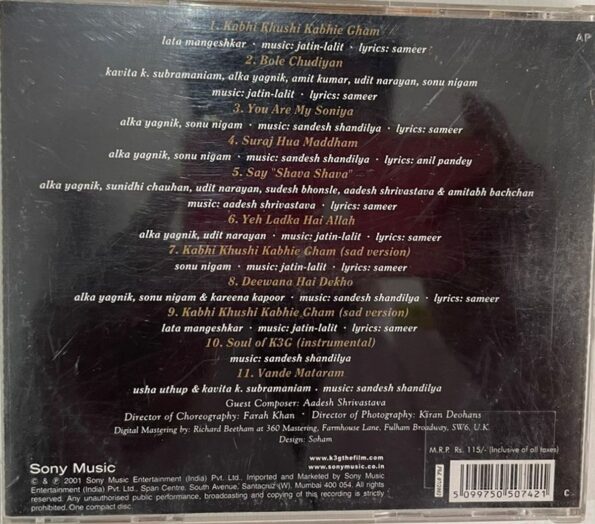 1. Kabhi Khushi Kabhie Gham
AP
lata mangeshkar · music: jatin-lalit · lyrics: sameer
2. Bole Chudiyan
kavita k. subramaniam, alka yagnik, amit kumar, udit narayan, sonu nigam
music: jatin-lalit · lyrics: sameer
3. You Are My Soniya
alka yagnik, sonu nigam · music: sandesh shandilya · lyrics: sameer
4. Suraj Hua Maddham
alka yagnik, sonu nigam · music: sandesh shandilya · lyrics: anil pandey
5. Say "Shava Shava"
alka yagnik, sunidhi chauhan, udit narayan, sudesh bhonsle, aadesh shrivastava & amitabh bachchan
music: aadesh shrivastava · lyrics: sameer
6. Yeh Ladka Hai Allah
alka yagnik, udit narayan · music: jatin-lalit · lyrics: sameer
7. Kabhi Khushi Kabhie Gham (sad version)
sonu nigam · music: jatin-lalit · lyrics: sameer
8. Deewana Hai Dekho
alka yagnik, sonu nigam & kareena kapoor · music: sandesh shandilya · lyrics: sameer
9. Kabhi Khushi Kabhie Gham (sad version)
lata mangeshkar · music: jatin-lalit · lyrics: sameer
10. Soul of K3G (instrumental)
music: sandesh shandilya
11. Vande Mataram
usha uthup & kavita k. subramaniam · music: sandesh shandilya
Guest Composer: Aadesh Shrivastava
Director of Choreography: Farah Khan · Director of Photography: Kiran Deohans
Digital Mastering by: Richard Beetham at 360 Mastering, Farmhouse Lane, Fulham Broadway, SW6, U.K.
Design: Soham
M.R.P. Rs. 115/- (Inclusive of all taxes)
www.k3gthefilm.com
www.sonymusic.co.in
Sony Music
© & ℗ 2001 Sony Music Entertainment (India) Pvt. Ltd., Imported and Marketed by Sony Music
Entertainment (India) Pvt. Ltd., Span Centre, South Avenue, Santacruz (W), Mumbai 400 054. All rights
reserved. Any unauthorised public performance, broadcasting and copying of this recording is strictly
prohibited. One compact disc.
5 099750 507421
C